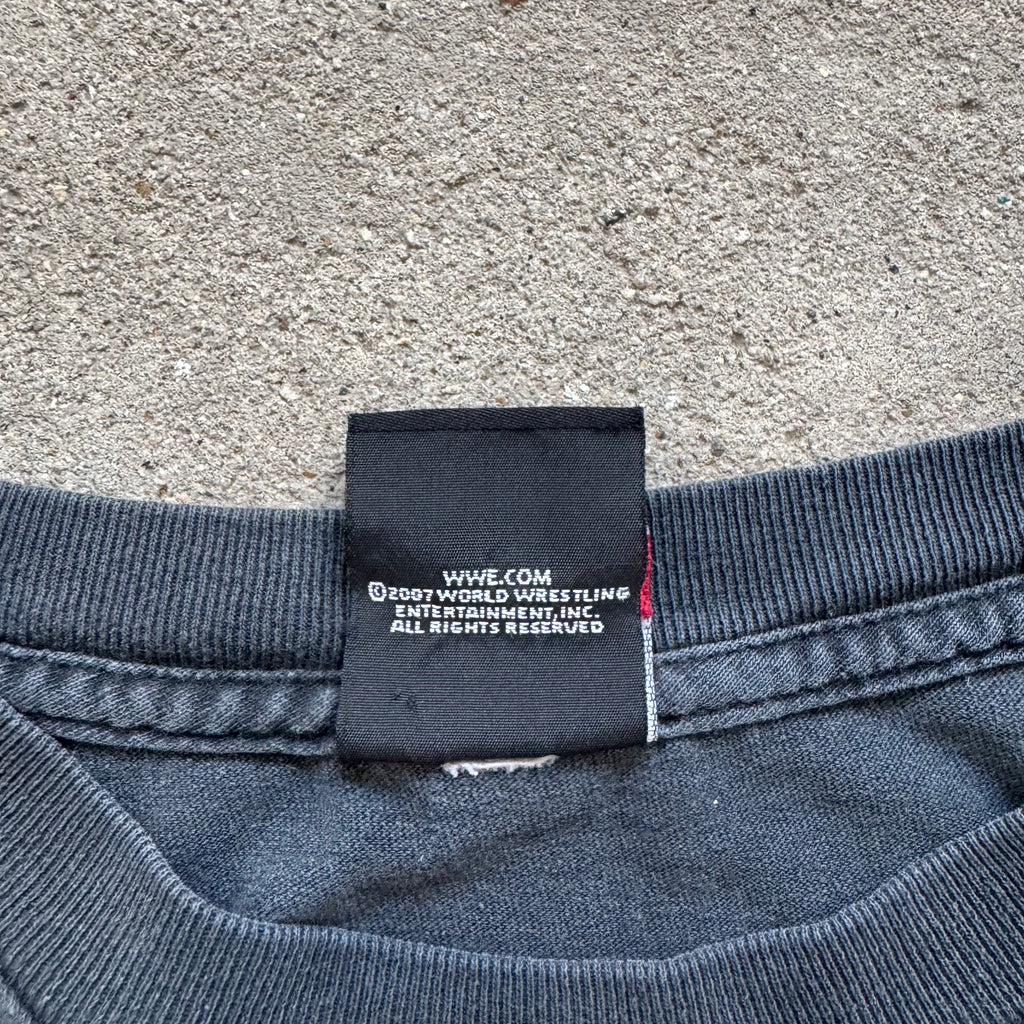 WWE.COM
©2007 WORLD WRESTLING
ENTERTAINMENT, INC.
ALL RIGHTS RESERVED